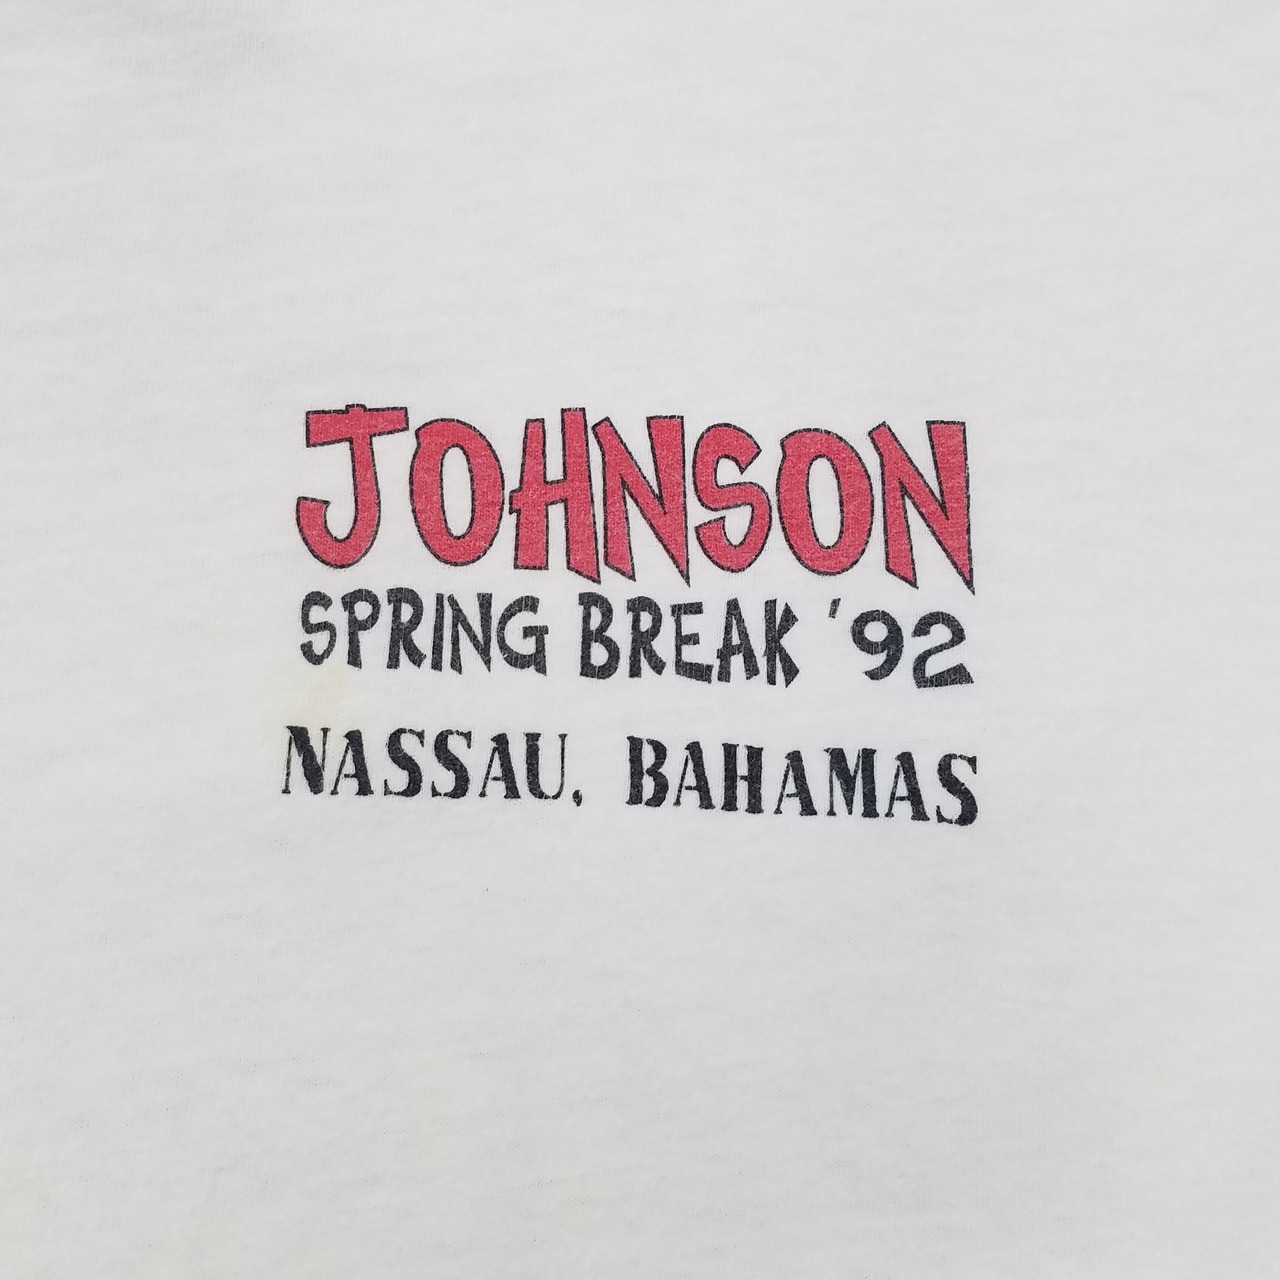 JOHNSON
SPRING BREAK '92
NASSAU, BAHAMAS